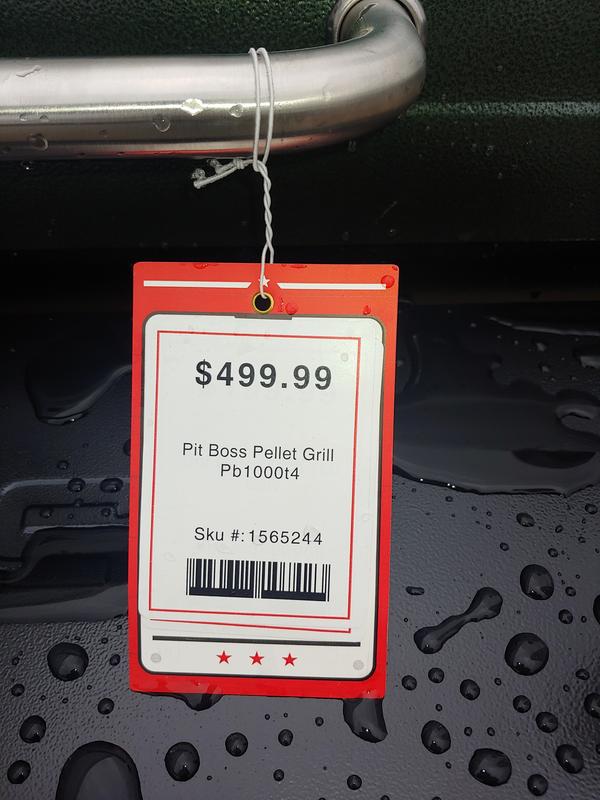 $499.99
Pit Boss Pellet Grill
Pb1000t4
Sku #:1565244